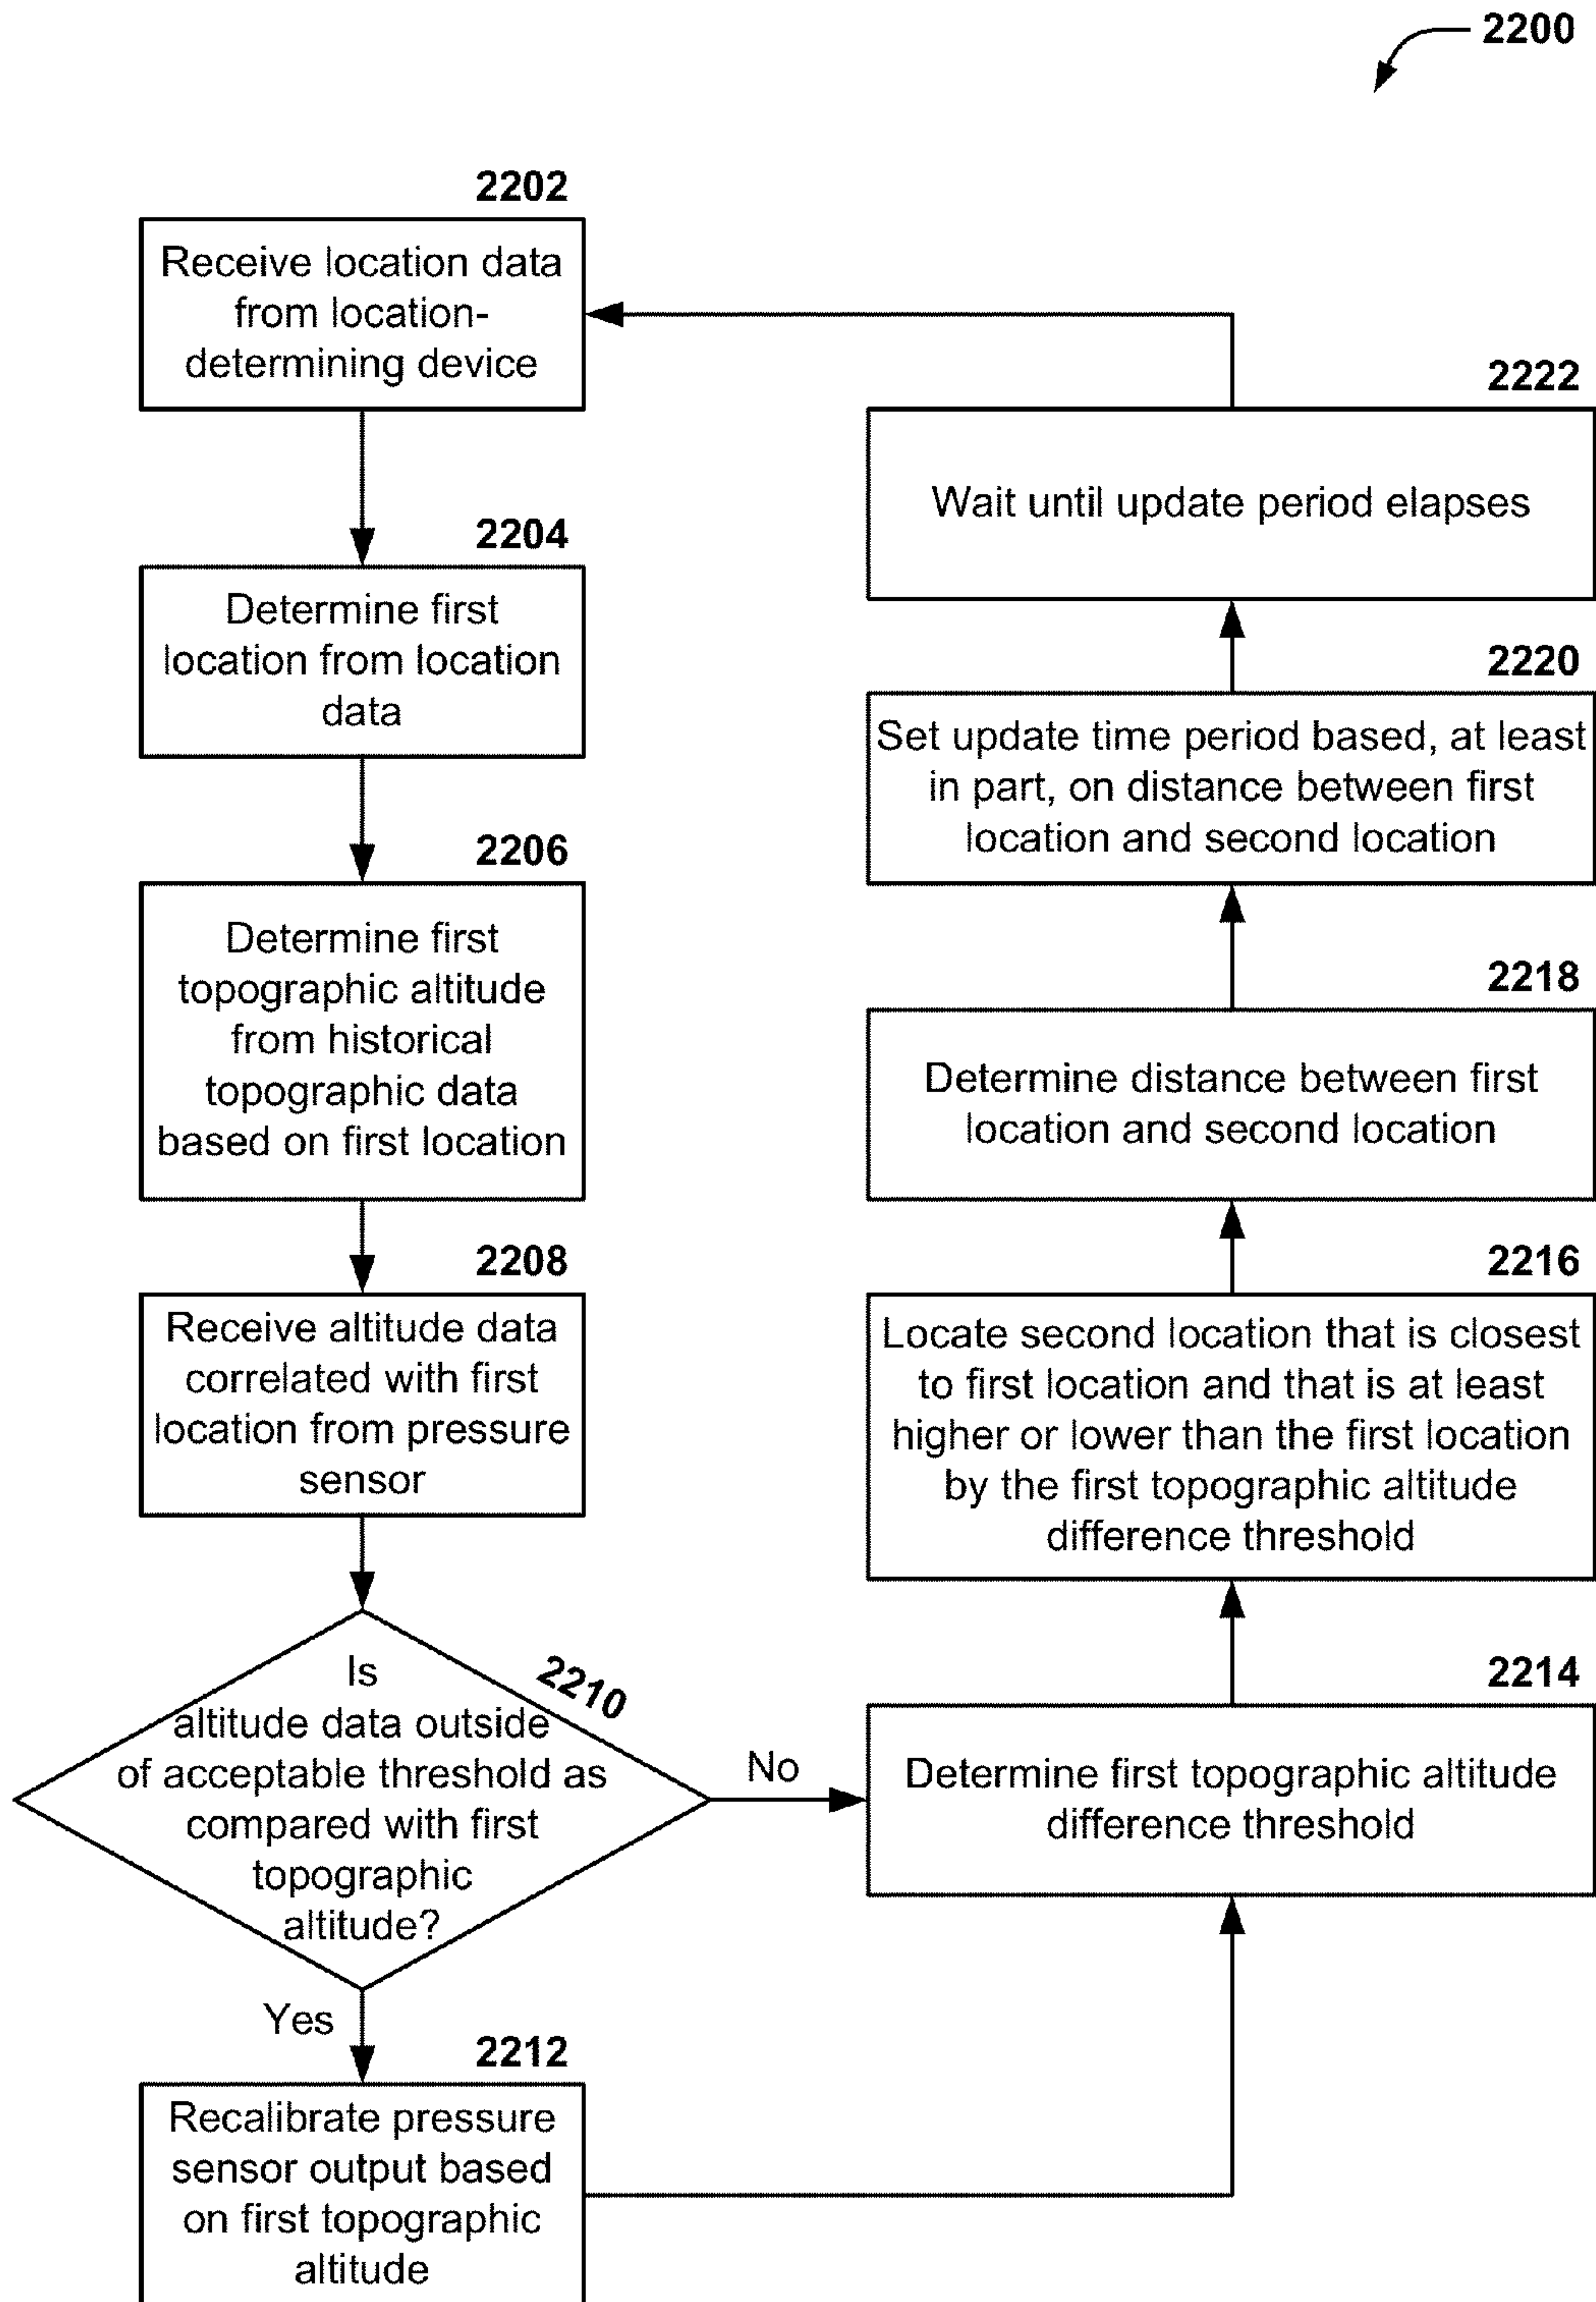 2200
2202
Receive location data
from location-
determining device
2204
Determine first
location from location
data
2206
Determine first
topographic altitude
from historical
topographic data
based on first location
2208
Receive altitude data
correlated with first
location from pressure
sensor
2210
Is
altitude data outside
of acceptable threshold as
compared with first
topographic
altitude?
No
Yes
2212
Recalibrate pressure
sensor output based
on first topographic
altitude
2214
Determine first topographic altitude
difference threshold
2216
Locate second location that is closest
to first location and that is at least
higher or lower than the first location
by the first topographic altitude
difference threshold
2218
Determine distance between first
location and second location
2220
Set update time period based, at least
in part, on distance between first
location and second location
2222
Wait until update period elapses